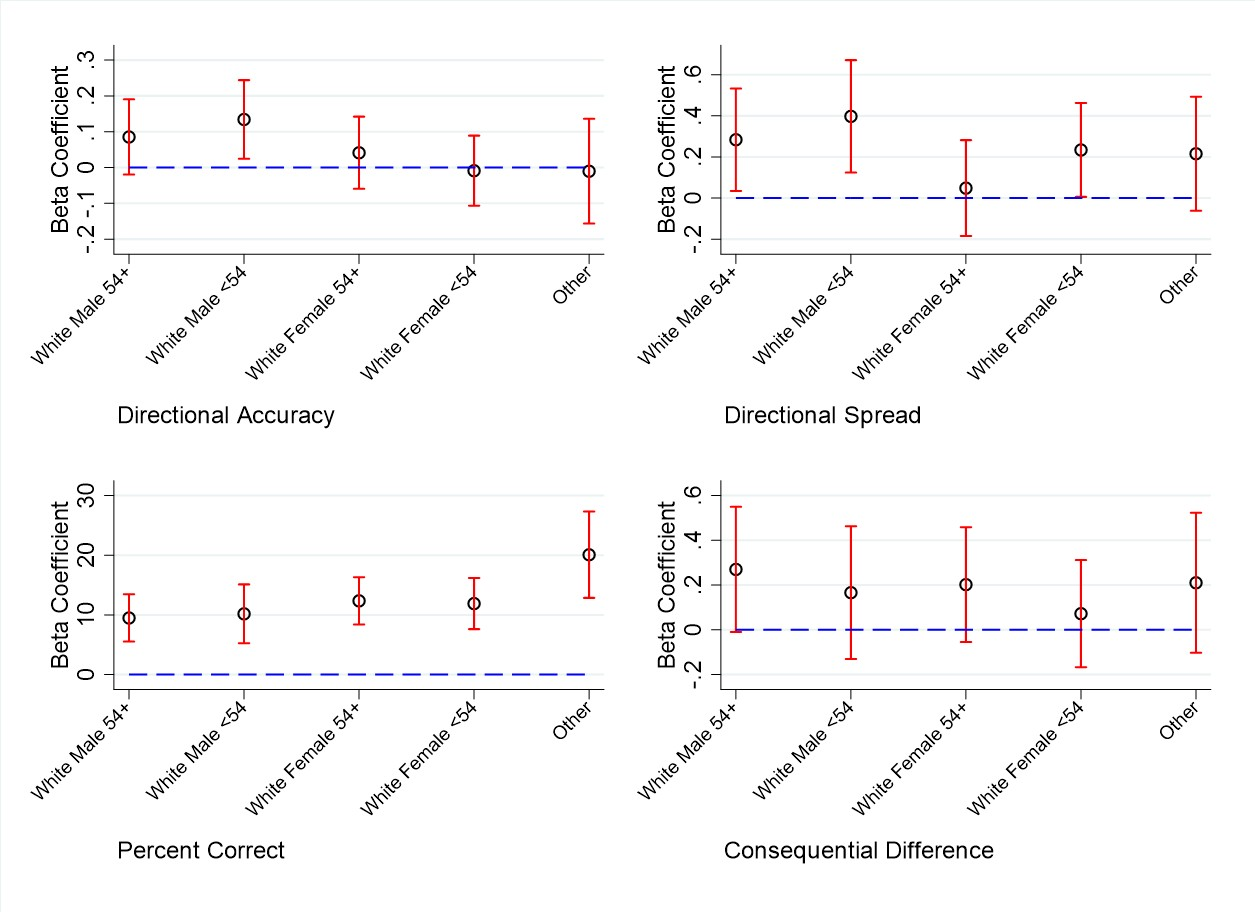 Beta Coefficient
.3
.2
.1
0
-.1
-.2
White Male 54+
White Male <54
White Female 54+
White Female <54
Other
Directional Accuracy
Beta Coefficient
.6
.4
.2
0
-.2
White Male 54+
White Male <54
White Female 54+
White Female <54
Other
Directional Spread
Beta Coefficient
30
20
10
0
White Male 54+
White Male <54
White Female 54+
White Female <54
Other
Percent Correct
Beta Coefficient
.6
.4
.2
0
-.2
White Male 54+
White Male <54
White Female 54+
White Female <54
Other
Consequential Difference